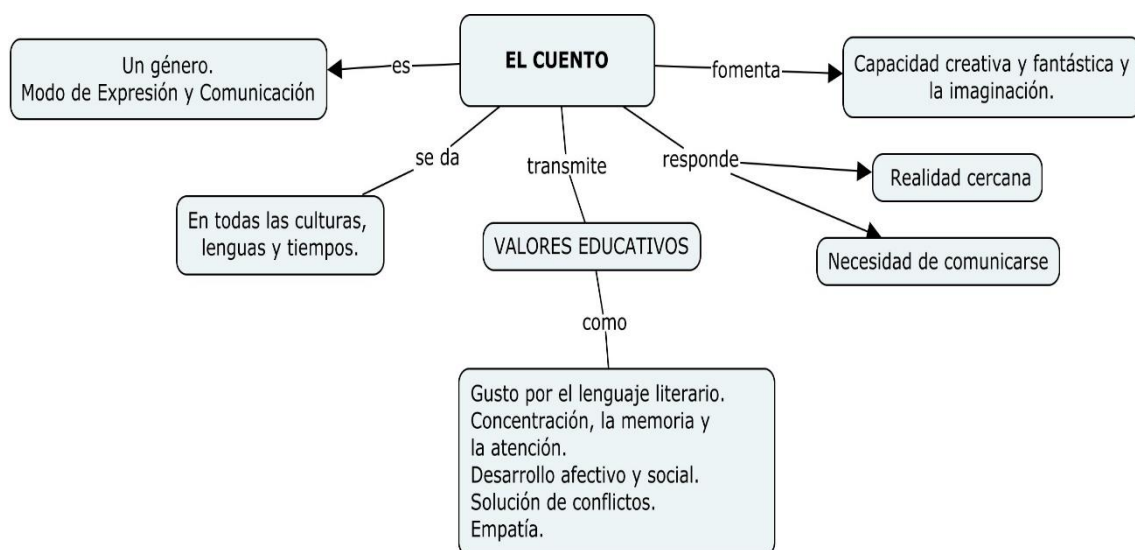 EL CUENTO
es
Un género.
Modo de Expresión y Comunicación
fomenta
Capacidad creativa y fantástica y
la imaginación.
se da
En todas las culturas,
lenguas y tiempos.
transmite
VALORES EDUCATIVOS
como
Gusto por el lenguaje literario.
Concentración, la memoria y
la atención.
Desarrollo afectivo y social.
Solución de conflictos.
Empatía.
responde
Realidad cercana
Necesidad de comunicarse